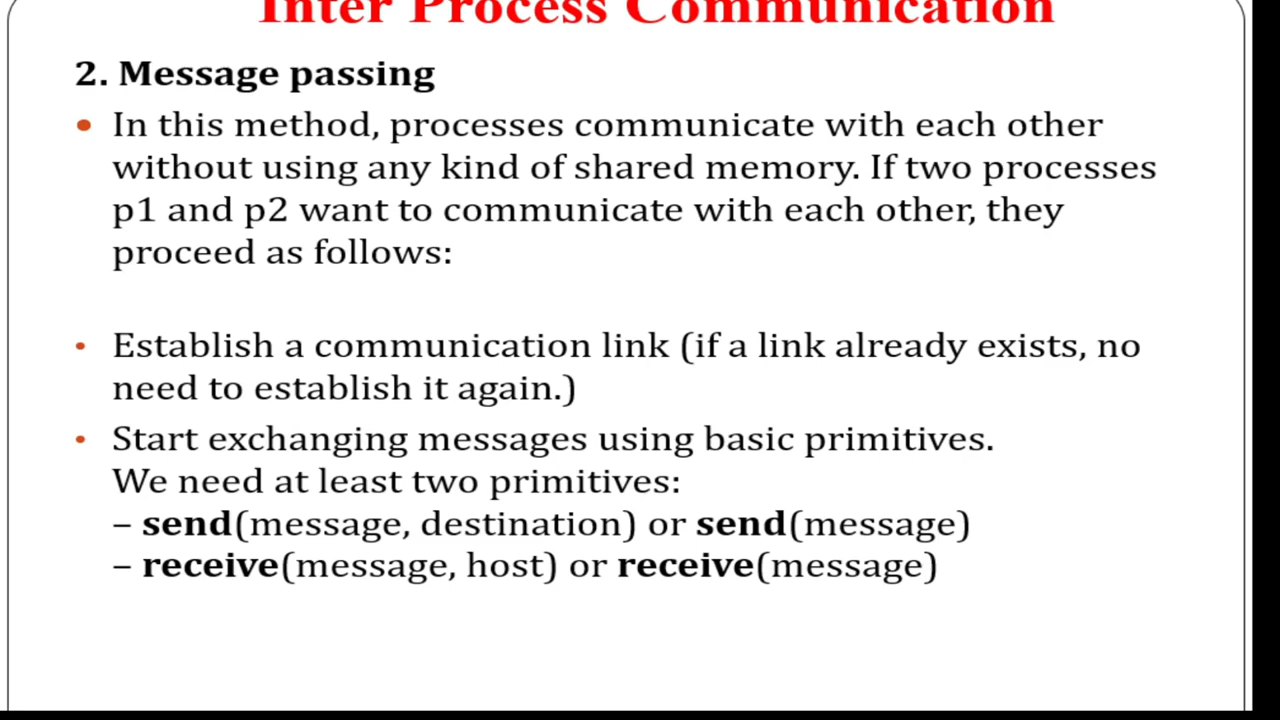 Inter Process Communication
2. Message passing
• In this method, processes communicate with each other
without using any kind of shared memory. If two processes
p1 and p2 want to communicate with each other, they
proceed as follows:
• Establish a communication link (if a link already exists, no
need to establish it again.)
• Start exchanging messages using basic primitives.
We need at least two primitives:
– send(message, destination) or send(message)
– receive(message, host) or receive(message)